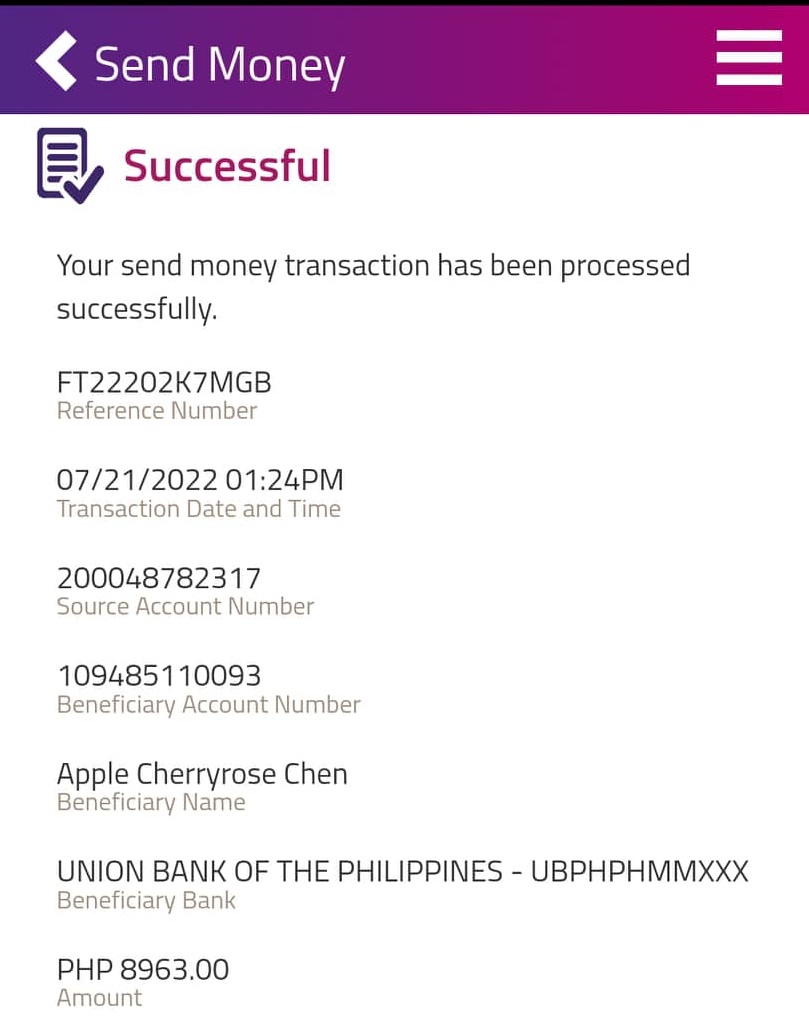 Send Money
Successful
Your send money transaction has been processed
successfully.
FT22202K7MGB
Reference Number
07/21/2022 01:24PM
Transaction Date and Time
200048782317
Source Account Number
109485110093
Beneficiary Account Number
Apple Cherryrose Chen
Beneficiary Name
UNION BANK OF THE PHILIPPINES - UBPHPHMMXXX
Beneficiary Bank
PHP 8963.00
Amount